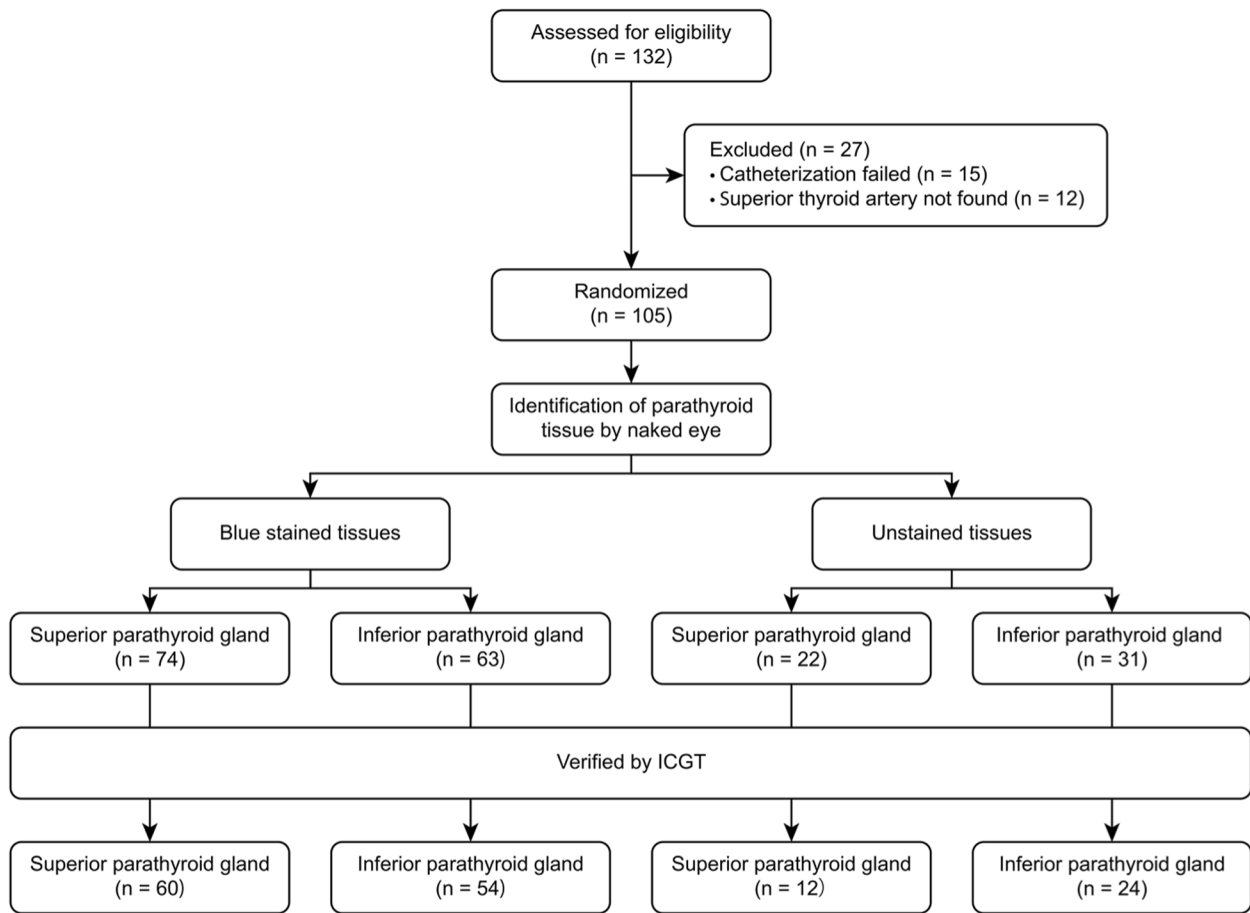 Assessed for eligibility
(n = 132)
Excluded (n = 27)
• Catheterization failed (n = 15)
• Superior thyroid artery not found (n = 12)
Randomized
(n = 105)
Identification of parathyroid
tissue by naked eye
Blue stained tissues
Unstained tissues
Superior parathyroid gland
(n = 74)
Inferior parathyroid gland
(n = 63)
Superior parathyroid gland
(n = 22)
Inferior parathyroid gland
(n = 31)
Verified by ICGT
Superior parathyroid gland
(n = 60)
Inferior parathyroid gland
(n = 54)
Superior parathyroid gland
(n = 12)
Inferior parathyroid gland
(n = 24)